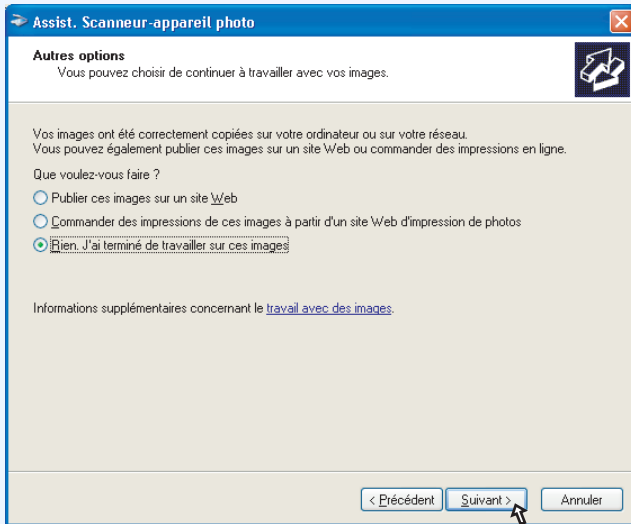 Assist. Scanneur-appareil photo
Autres options
Vous pouvez choisir de continuer à travailler avec vos images.
Vos images ont été correctement copiées sur votre ordinateur ou sur votre réseau.
Vous pouvez également publier ces images sur un site Web ou commander des impressions en ligne.
Que voulez-vous faire ?
Publier ces images sur un site Web
Commander des impressions de ces images à partir d'un site Web d'impression de photos
Rien. J'ai terminé de travailler sur ces images
Informations supplémentaires concernant le travail avec des images.
< Précédent Suivant > Annuler